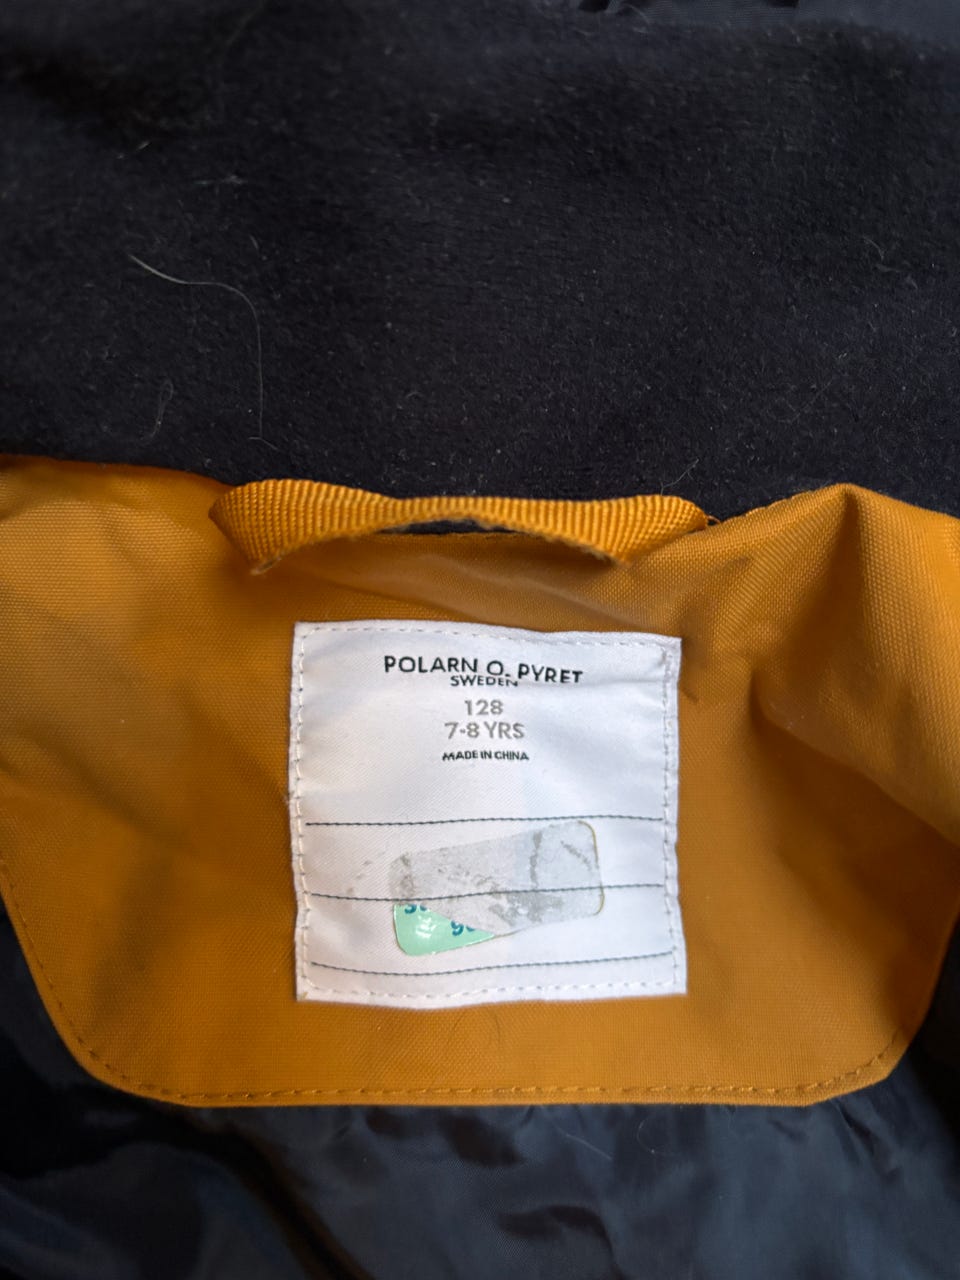 POLARN O. PYRET
SWEDEN
128
7-8 YRS
MADE IN CHINA